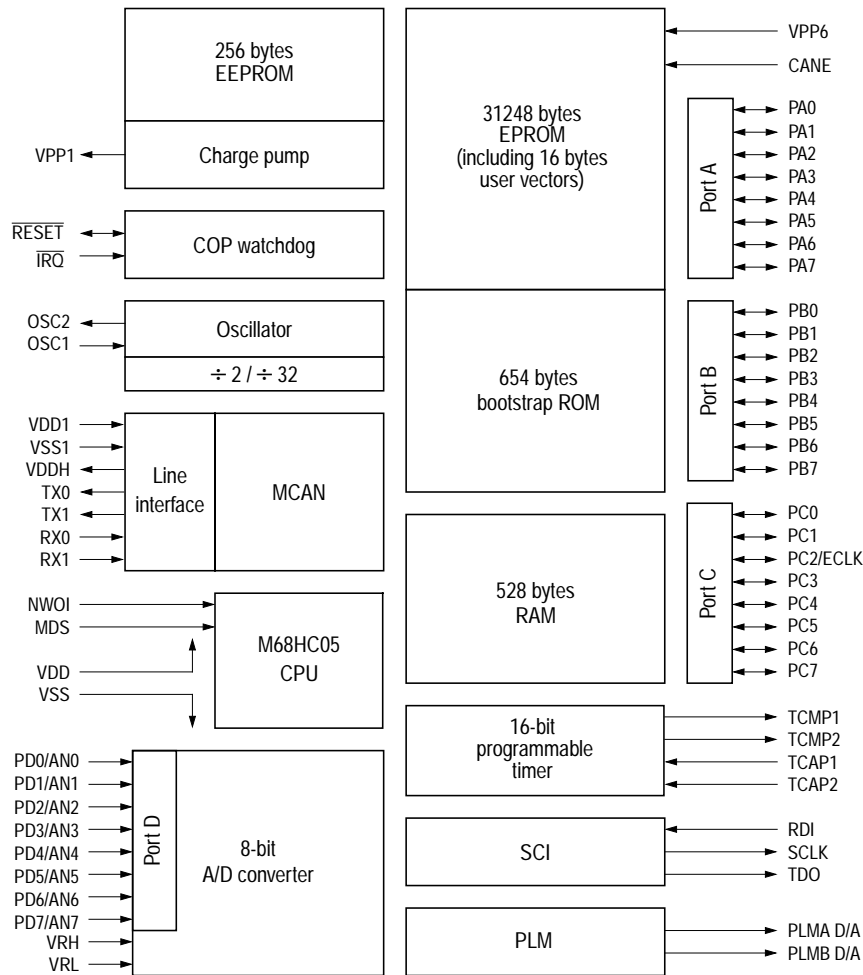 256 bytes
EEPROM
Charge pump
VPP1
RESET
IRQ
COP watchdog
OSC2
OSC1
Oscillator
÷ 2 / ÷ 32
VDD1
VSS1
VDDH
TX0
TX1
RX0
RX1
Line
interface
MCAN
NWOI
MDS
VDD
VSS
M68HC05
CPU
PD0/AN0
PD1/AN1
PD2/AN2
PD3/AN3
PD4/AN4
PD5/AN5
PD6/AN6
PD7/AN7
VRH
VRL
Port D
8-bit
A/D converter
31248 bytes
EPROM
(including 16 bytes
user vectors)
654 bytes
bootstrap ROM
528 bytes
RAM
16-bit
programmable
timer
SCI
PLM
VPP6
CANE
Port A
PA0
PA1
PA2
PA3
PA4
PA5
PA6
PA7
Port B
PB0
PB1
PB2
PB3
PB4
PB5
PB6
PB7
Port C
PC0
PC1
PC2/ECLK
PC3
PC4
PC5
PC6
PC7
TCMP1
TCMP2
TCAP1
TCAP2
RDI
SCLK
TDO
PLMA D/A
PLMB D/A